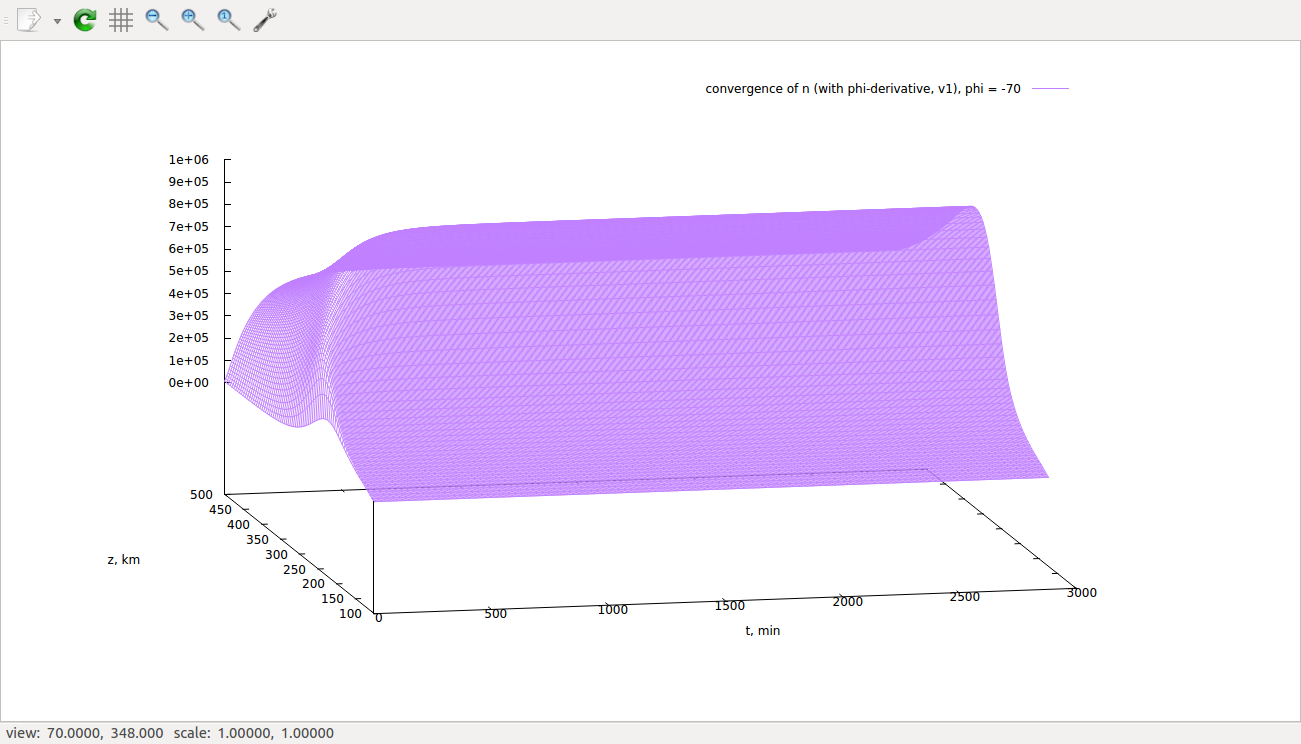 convergence of n (with phi-derivative, v1), phi = -70
1e+06
9e+05
8e+05
7e+05
6e+05
5e+05
4e+05
3e+05
2e+05
1e+05
0e+00
500
450
400
350
300
250
200
150
100
z, km
0
500
1000
1500
2000
2500
3000
t, min
view: 70.0000, 348.000 scale: 1.00000, 1.00000